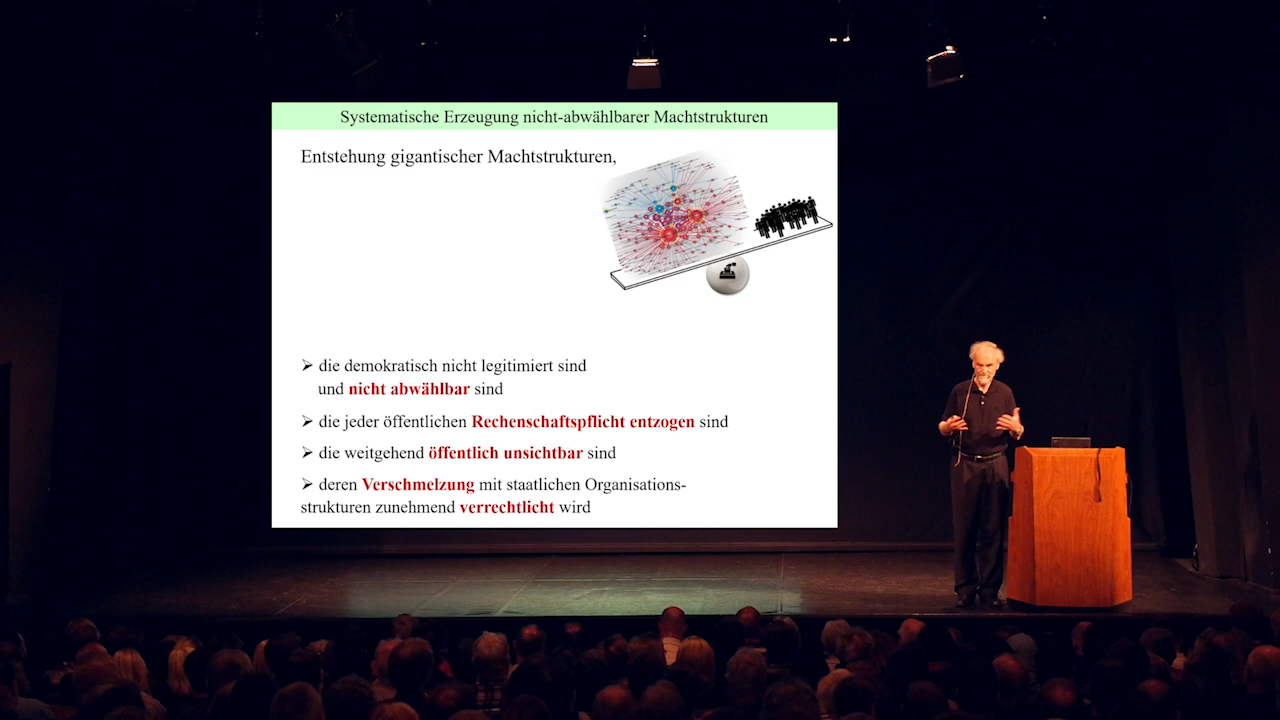 Systematische Erzeugung nicht-abwählbarer Machtstrukturen
Entstehung gigantischer Machtstrukturen,
➢ die demokratisch nicht legitimiert sind
und nicht abwählbar sind
➢ die jeder öffentlichen Rechenschaftspflicht entzogen sind
➢ die weitgehend öffentlich unsichtbar sind
➢ deren Verschmelzung mit staatlichen Organisations-
strukturen zunehmend verrechtlicht wird